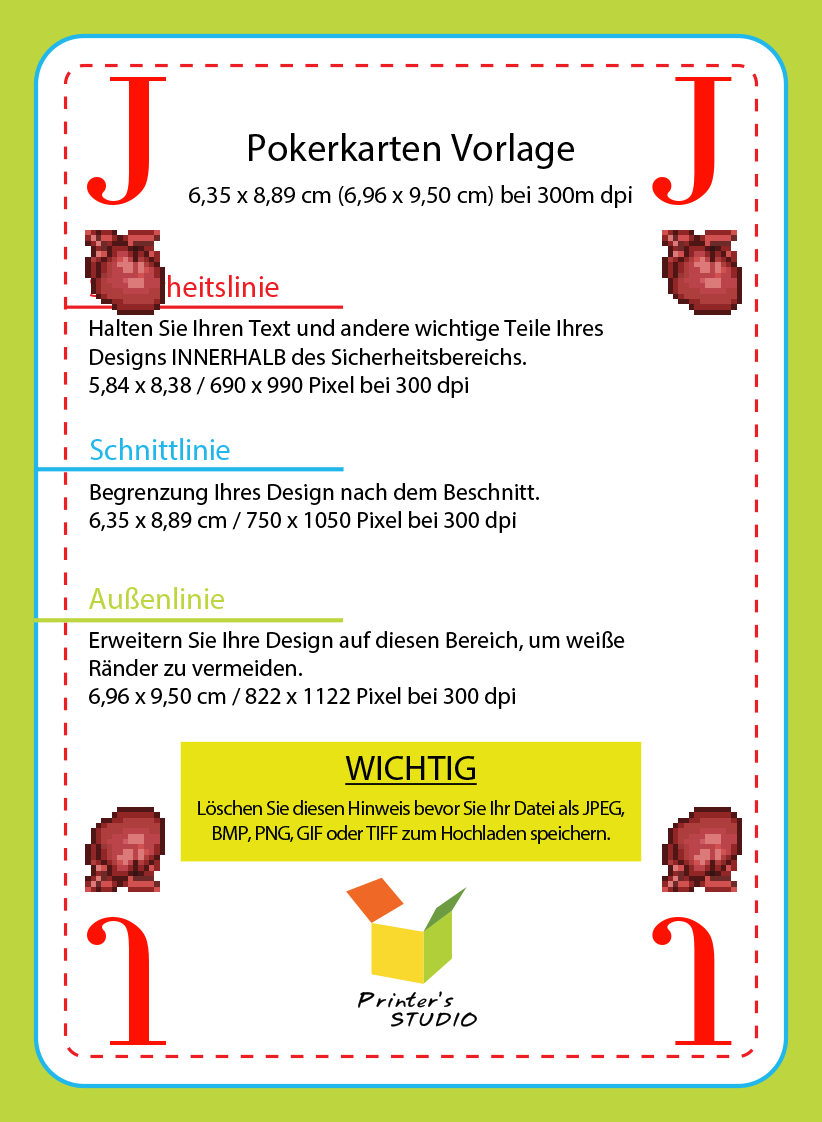 J J
Pokerkarten Vorlage
6,35 x 8,89 cm (6,96 x 9,50 cm) bei 300m dpi
heitslinie
Halten Sie Ihren Text und andere wichtige Teile Ihres
Designs INNERHALB des Sicherheitsbereichs.
5,84 x 8,38 / 690 x 990 Pixel bei 300 dpi
Schnittlinie
Begrenzung Ihres Design nach dem Beschnitt.
6,35 x 8,89 cm / 750 x 1050 Pixel bei 300 dpi
Außenlinie
Erweitern Sie Ihre Design auf diesen Bereich, um weiße
Ränder zu vermeiden.
6,96 x 9,50 cm / 822 x 1122 Pixel bei 300 dpi
WICHTIG
Löschen Sie diesen Hinweis bevor Sie Ihr Datei als JPEG,
BMP, PNG, GIF oder TIFF zum Hochladen speichern.
Printer's
STUDIO
J J